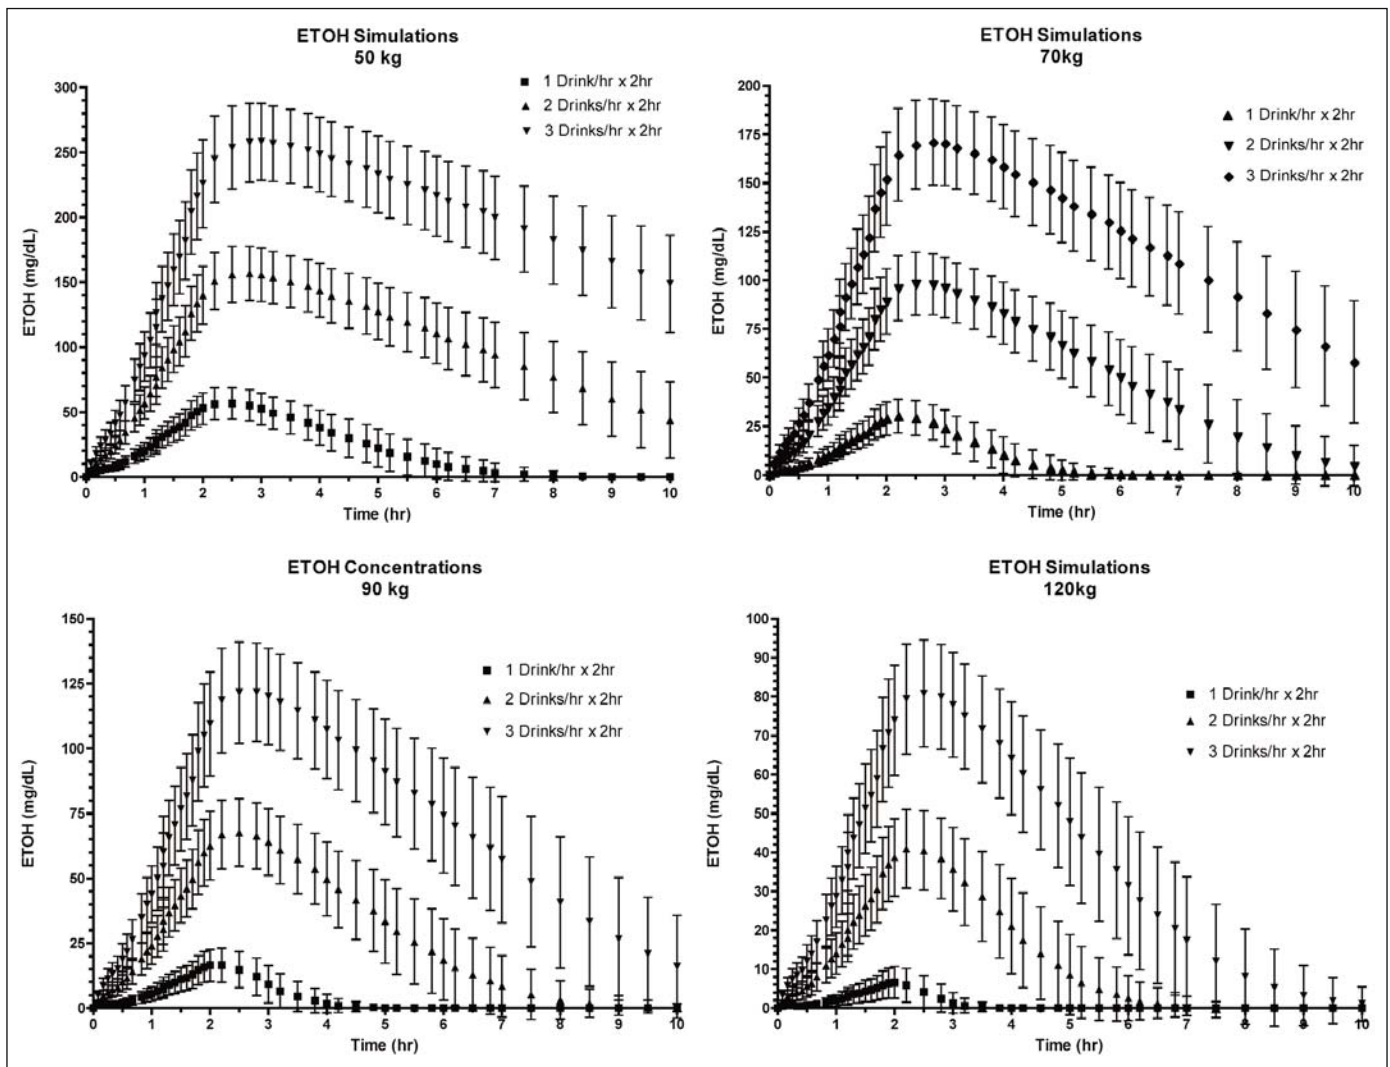 ETOH Simulations
50 kg
1 Drink/hr x 2hr
2 Drinks/hr x 2hr
3 Drinks/hr x 2hr
300
250
200
150
100
50
0
ETOH (mg/dL)
0 1 2 3 4 5 6 7 8 9 10
Time (hr)
ETOH Simulations
70kg
1 Drink/hr x 2hr
2 Drinks/hr x 2hr
3 Drinks/hr x 2hr
200
175
150
125
100
75
50
25
0
ETOH (mg/dL)
0 1 2 3 4 5 6 7 8 9 10
Time (hr)
ETOH Concentrations
90 kg
1 Drink/hr x 2hr
2 Drinks/hr x 2hr
3 Drinks/hr x 2hr
150
125
100
75
50
25
0
ETOH (mg/dL)
0 1 2 3 4 5 6 7 8 9 10
Time (hr)
ETOH Simulations
120kg
1 Drink/hr x 2hr
2 Drinks/hr x 2hr
3 Drinks/hr x 2hr
100
90
80
70
60
50
40
30
20
10
0
ETOH (mg/dL)
0 1 2 3 4 5 6 7 8 9 10
Time (hr)